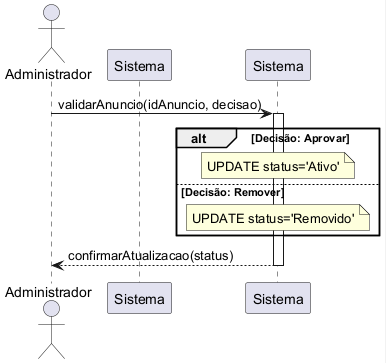 Administrador
Sistema
Sistema
validarAnuncio(idAnuncio, decisao)
alt
[Decisão: Aprovar]
UPDATE status='Ativo'
[Decisão: Remover]
UPDATE status='Removido'
confirmarAtualizacao(status)
Administrador
Sistema
Sistema